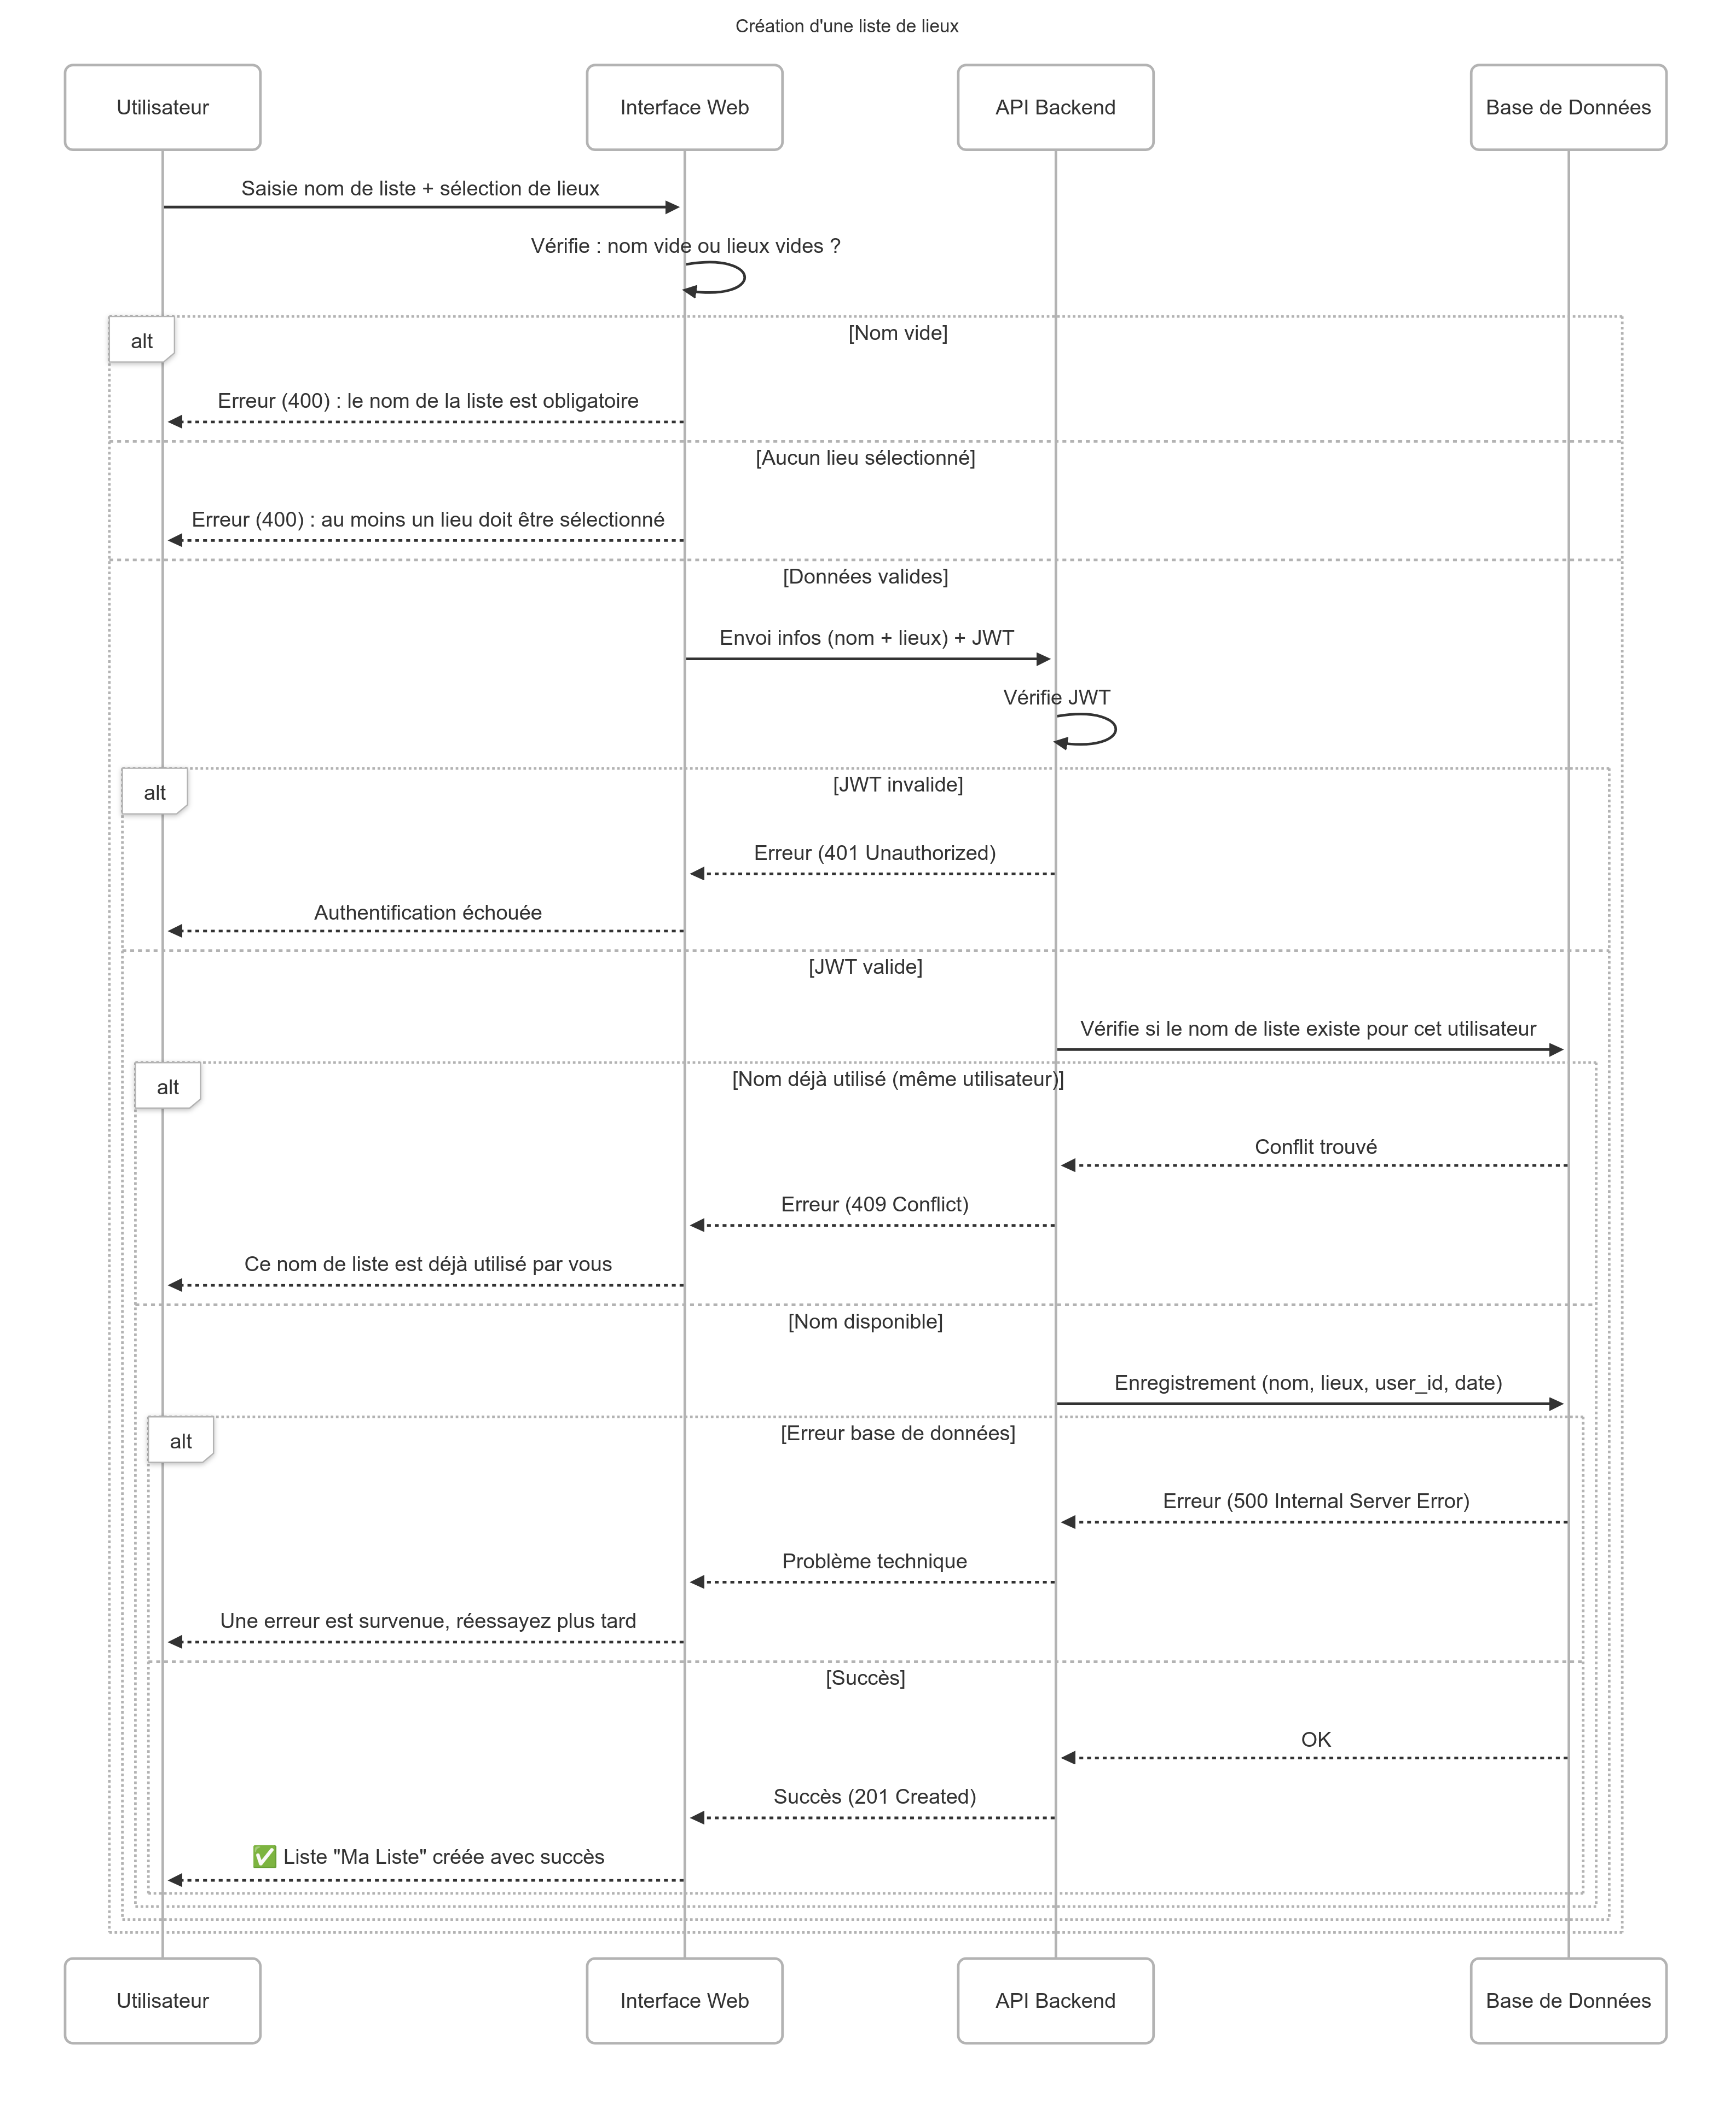 Création d'une liste de lieux
Utilisateur
Interface Web
API Backend
Base de Données
Saisie nom de liste + sélection de lieux
Vérifie : nom vide ou lieux vides ?
alt
[Nom vide]
Erreur (400) : le nom de la liste est obligatoire
[Aucun lieu sélectionné]
Erreur (400) : au moins un lieu doit être sélectionné
[Données valides]
Envoi infos (nom + lieux) + JWT
Vérifie JWT
alt
[JWT invalide]
Erreur (401 Unauthorized)
Authentification échouée
[JWT valide]
Vérifie si le nom de liste existe pour cet utilisateur
alt
[Nom déjà utilisé (même utilisateur)]
Conflit trouvé
Erreur (409 Conflict)
Ce nom de liste est déjà utilisé par vous
[Nom disponible]
Enregistrement (nom, lieux, user_id, date)
alt
[Erreur base de données]
Erreur (500 Internal Server Error)
Problème technique
Une erreur est survenue, réessayez plus tard
[Succès]
OK
Succès (201 Created)
✅ Liste "Ma Liste" créée avec succès
Utilisateur
Interface Web
API Backend
Base de Données